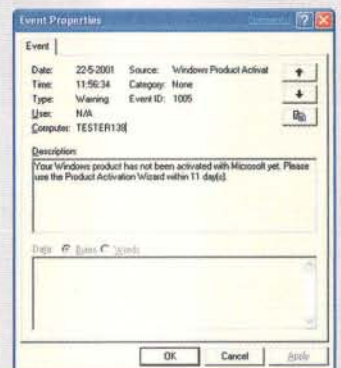 Event Properties
Comments? ?
Event
Date: 22-5-2001 Source: Windows Product Activat
Time: 11:56:34 Category: None
Type: Warning Event ID: 1005
User: N/A
Computer: TESTER130
Description:
Your Windows product has not been activated with Microsoft yet. Please
use the Product Activation Wizard within 11 day(s).
Data: Bytes Words
OK Cancel Apply